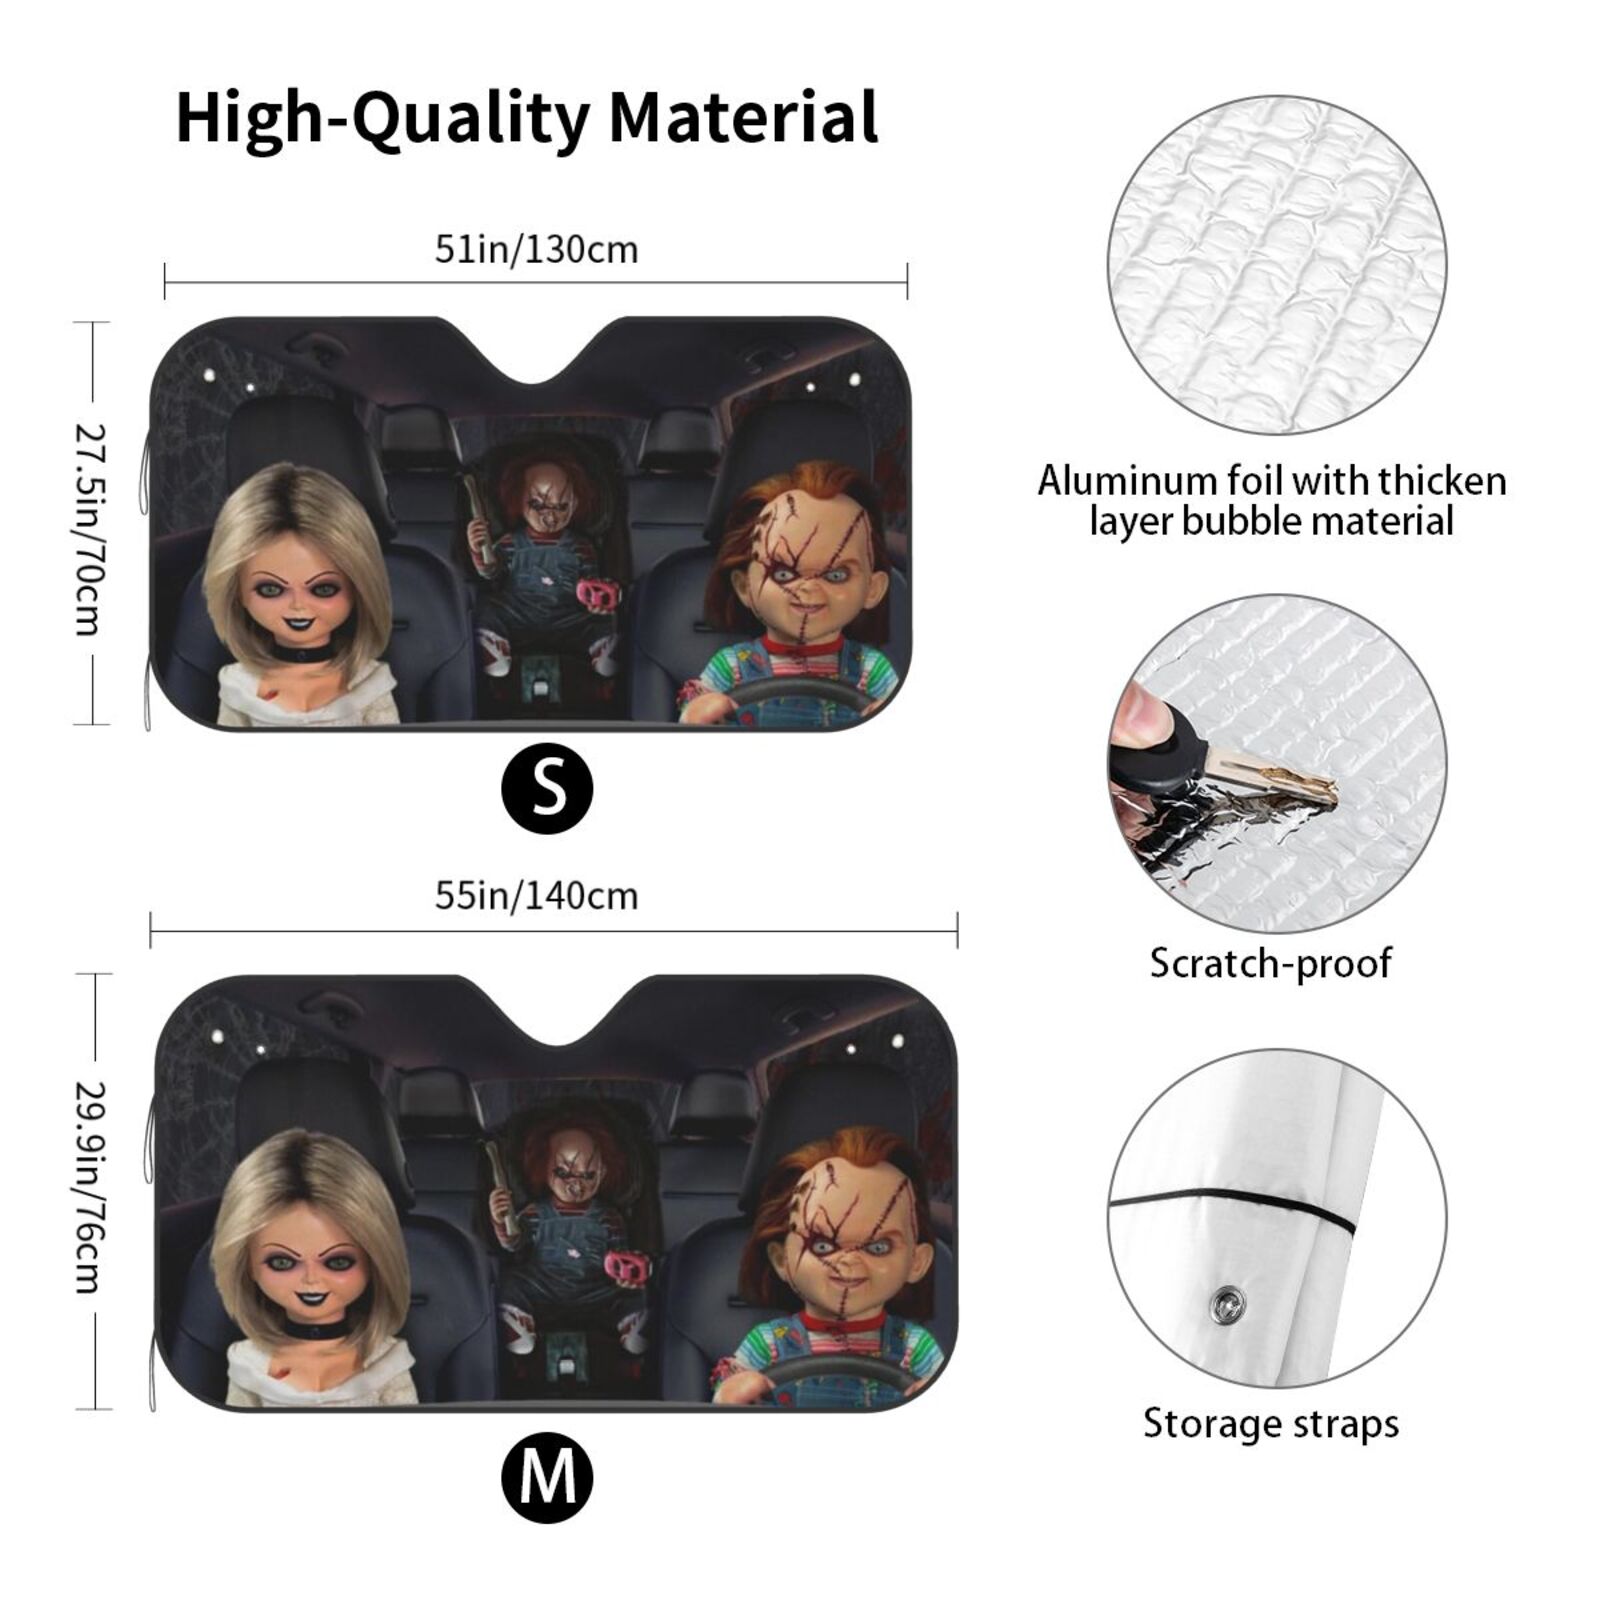 High-Quality Material
51in/130cm
27.5in/70cm
S
55in/140cm
29.9in/76cm
M
Aluminum foil with thicken
layer bubble material
Scratch-proof
Storage straps